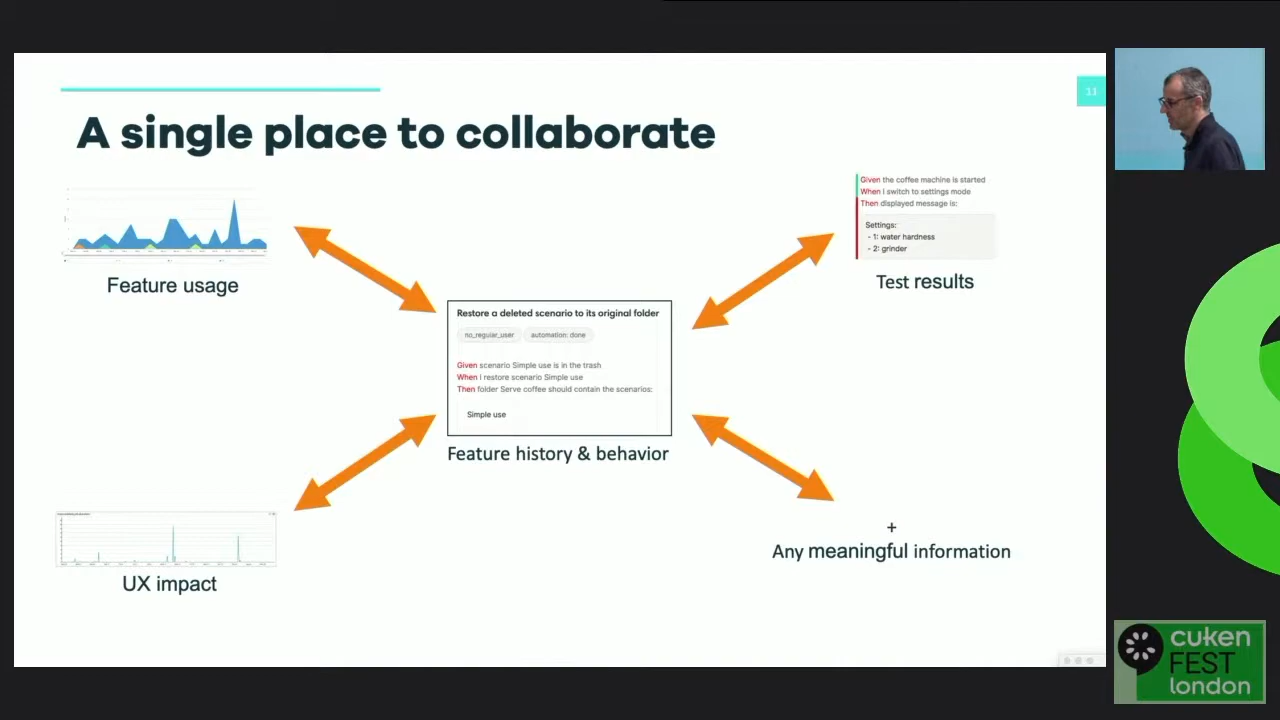 11
A single place to collaborate
Feature usage
Given the coffee machine is started
When I switch to settings mode
Then displayed message is:
Settings:
- 1: water hardness
- 2: grinder
Test results
Restore a deleted scenario to its original folder
no_regular_user
automation: done
Given scenario Simple use is in the trash
When I restore scenario Simple use
Then folder Serve coffee should contain the scenarios:
Simple use
Feature history & behavior
UX impact
+
Any meaningful information
cuken
FEST
london